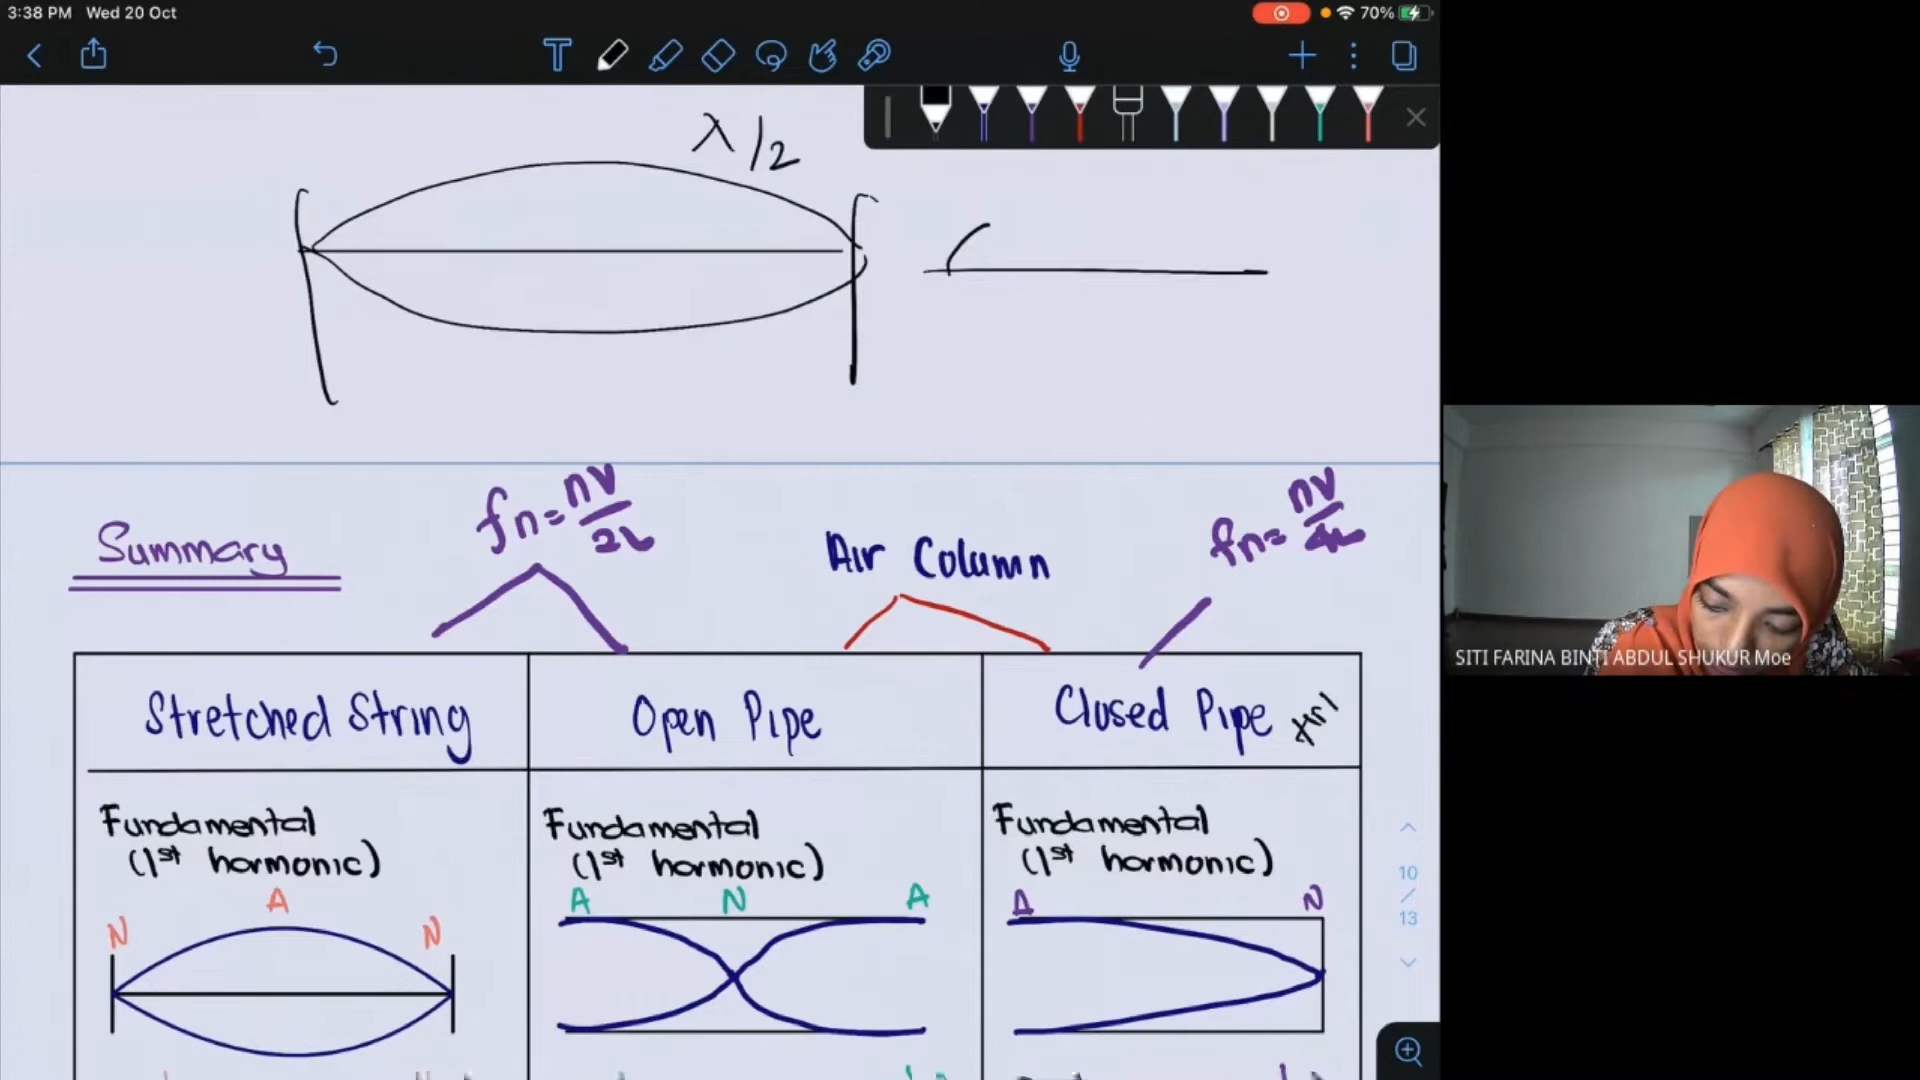 3:38 PM Wed 20 Oct
70%
T
λ/2
Summary
fn = nV/2L
Air Column
fn = nV/4L
Stretched String
Open Pipe
Closed Pipe
Fundamental
(1st harmonic)
A
N N
Fundamental
(1st harmonic)
A N A
Fundamental
(1st harmonic)
A N
10
/
13
SITI FARINA BINTI ABDUL SHUKUR Moe